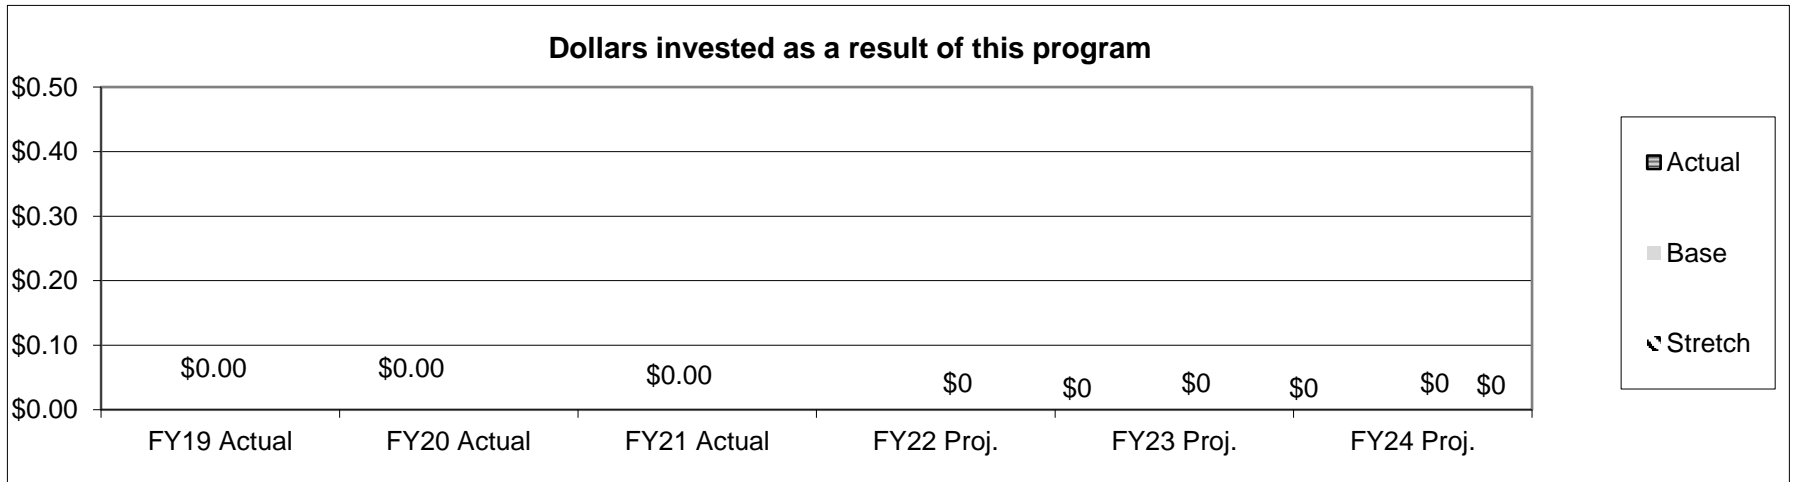 Dollars invested as a result of this program
$0.50
$0.40
$0.30
$0.20
$0.10
$0.00
$0.00 $0.00 $0.00 $0 $0 $0 $0 $0 $0
FY19 Actual FY20 Actual FY21 Actual FY22 Proj. FY23 Proj. FY24 Proj.
Actual
Base
Stretch